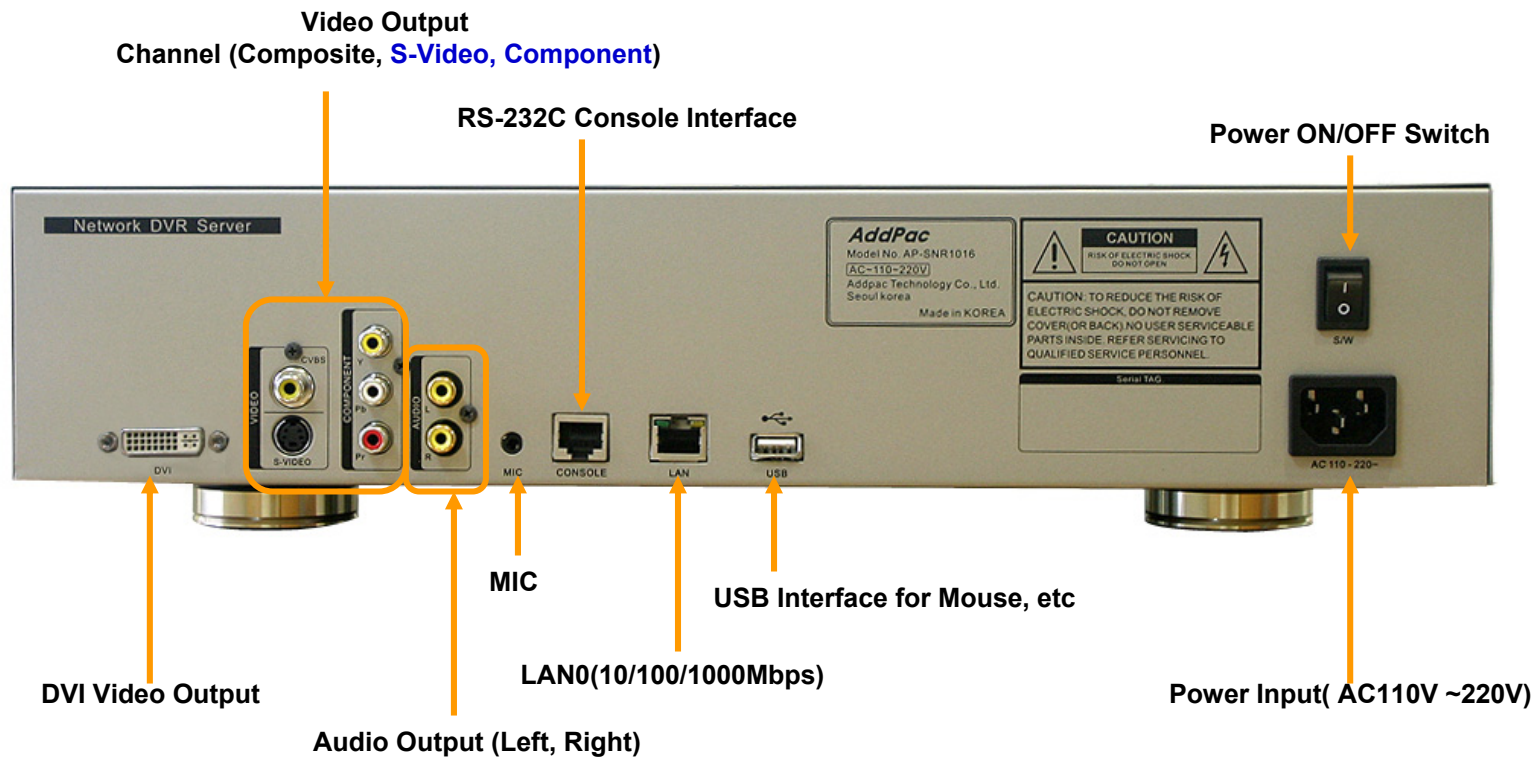 Video Output
Channel (Composite, S-Video, Component)
RS-232C Console Interface
Power ON/OFF Switch
Network DVR Server
AddPac
Model No. AP-SNR1016
AC~110~220V
Addpac Technology Co., Ltd.
Seoul korea
Made in KOREA
CAUTION
RISK OF ELECTRIC SHOCK
DO NOT OPEN
CAUTION: TO REDUCE THE RISK OF
ELECTRIC SHOCK, DO NOT REMOVE
COVER(OR BACK).NO USER SERVICEABLE
PARTS INSIDE. REFER SERVICING TO
QUALIFIED SERVICE PERSONNEL.
Serial TAG.
I
O
S/W
AC 110 - 220~
VIDEO
CVBS
S-VIDEO
COMPONENT
Y
Pb
Pr
AUDIO
L
R
DVI
MIC
CONSOLE
LAN
USB
MIC
USB Interface for Mouse, etc
LAN0(10/100/1000Mbps)
DVI Video Output
Power Input( AC110V ~220V)
Audio Output (Left, Right)